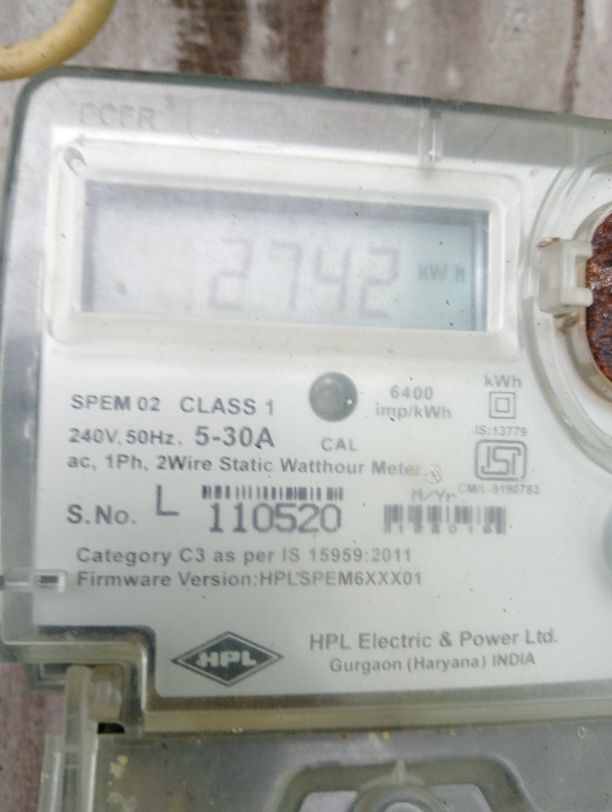 2742 kWh
SPEM 02 CLASS 1
6400
imp/kWh
kWh
240V, 50Hz, 5-30A
CAL
IS:13779
ac, 1Ph, 2Wire Static Watthour Meter
ISI
CM/L-9190783
M/Yr
S.No. L 110520
Category C3 as per IS 15959:2011
Firmware Version:HPLSPEM6XXX01
HPL
HPL Electric & Power Ltd.
Gurgaon (Haryana) INDIA